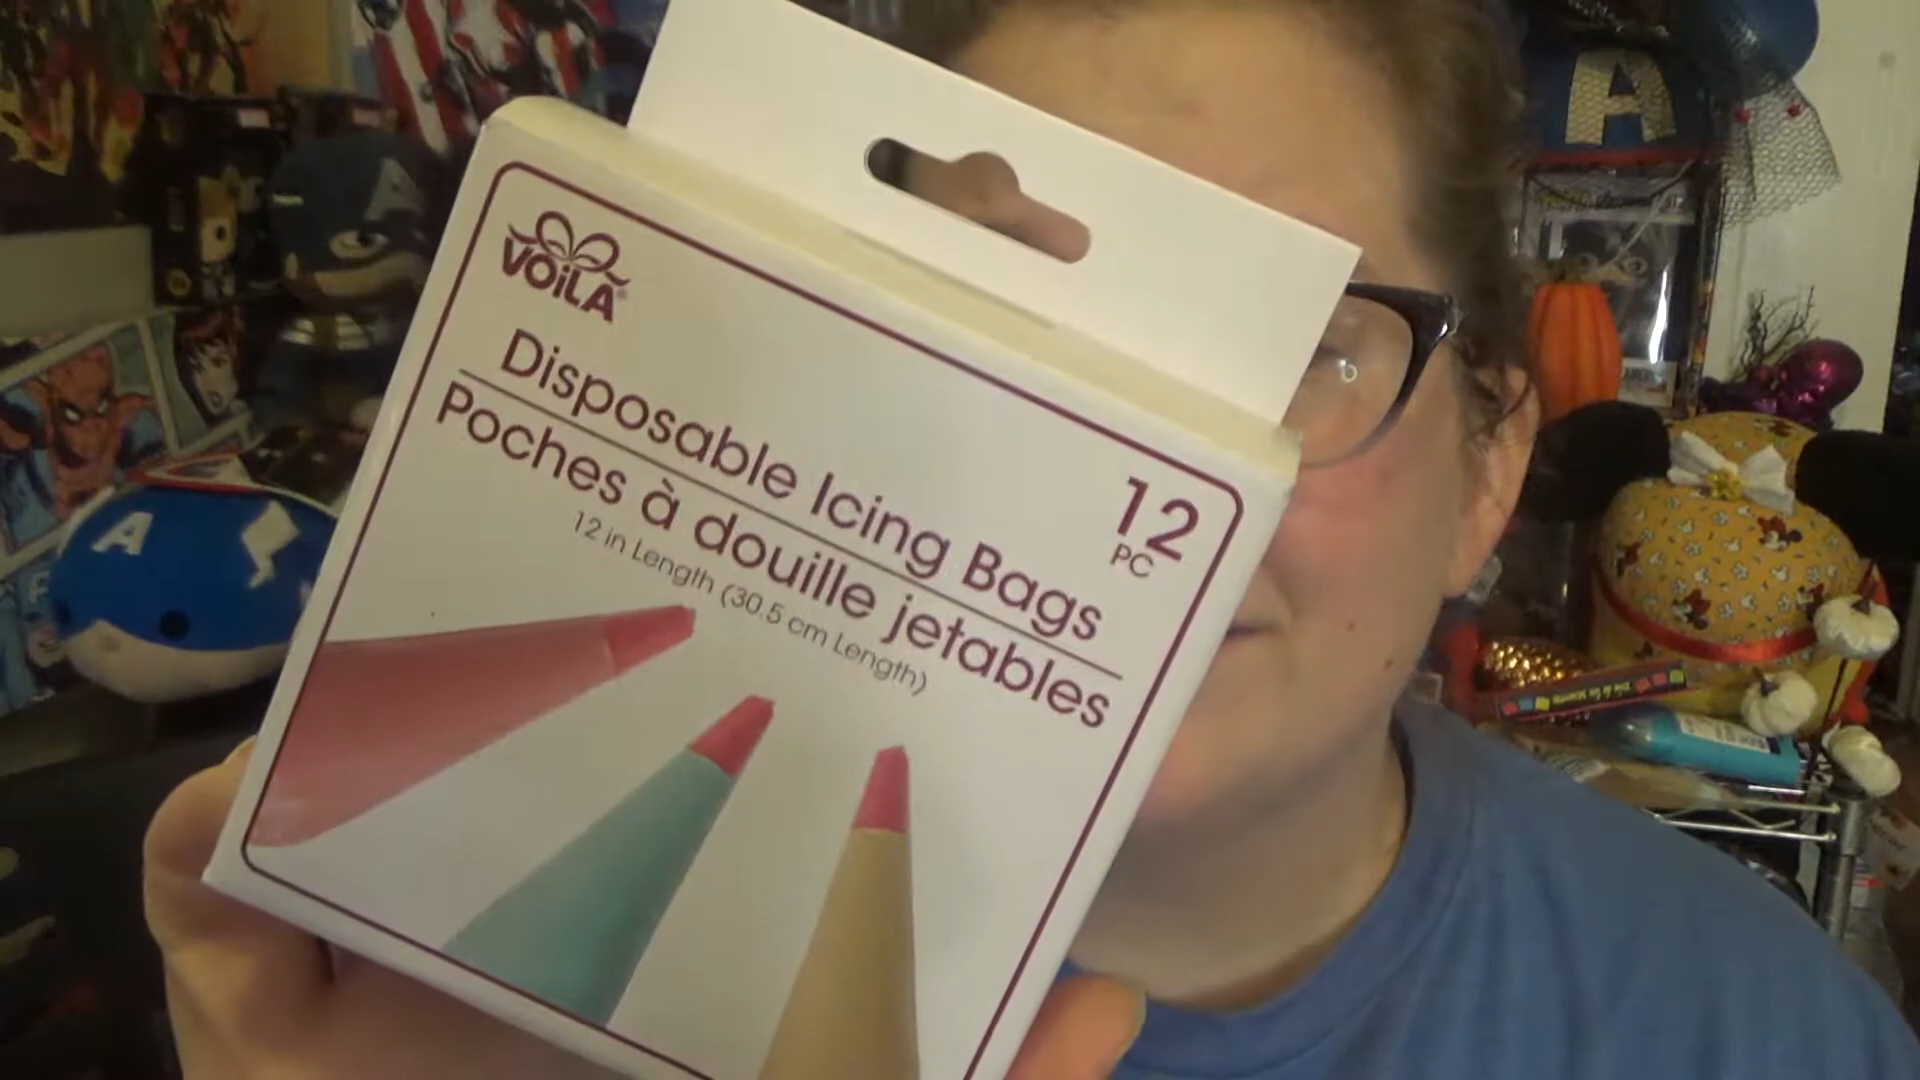 VOiLA®
Disposable Icing Bags
Poches à douille jetables
12 in Length (30.5 cm Length)
12
PC
A
A
A